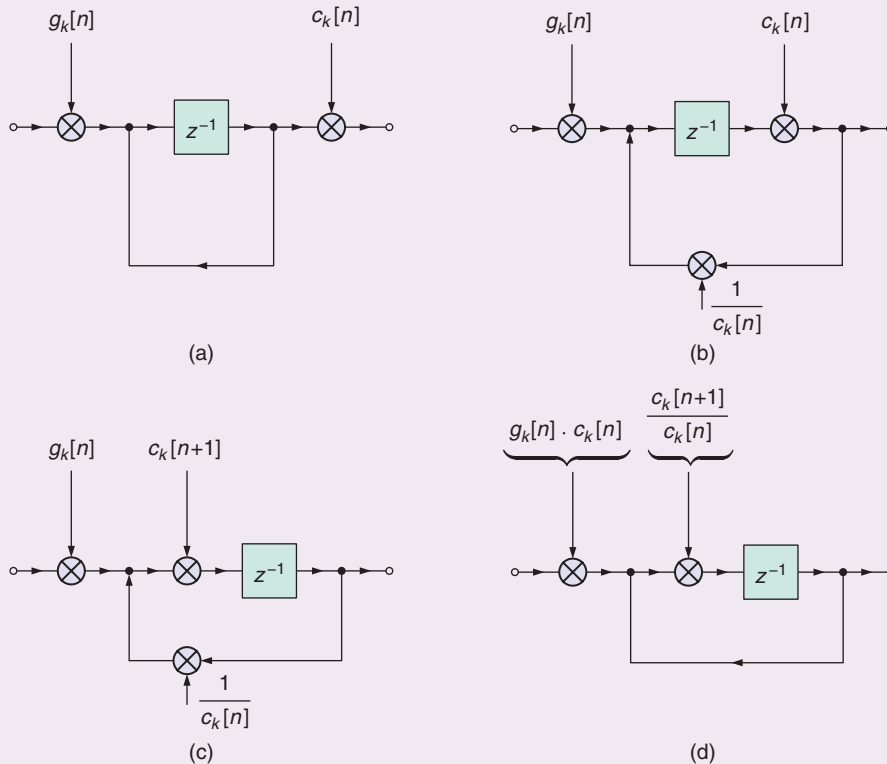 g_k[n]
c_k[n]
z⁻¹
(a)
g_k[n]
c_k[n]
z⁻¹
1
c_k[n]
(b)
g_k[n]
c_k[n+1]
z⁻¹
1
c_k[n]
(c)
g_k[n] · c_k[n]
c_k[n+1]
c_k[n]
z⁻¹
(d)